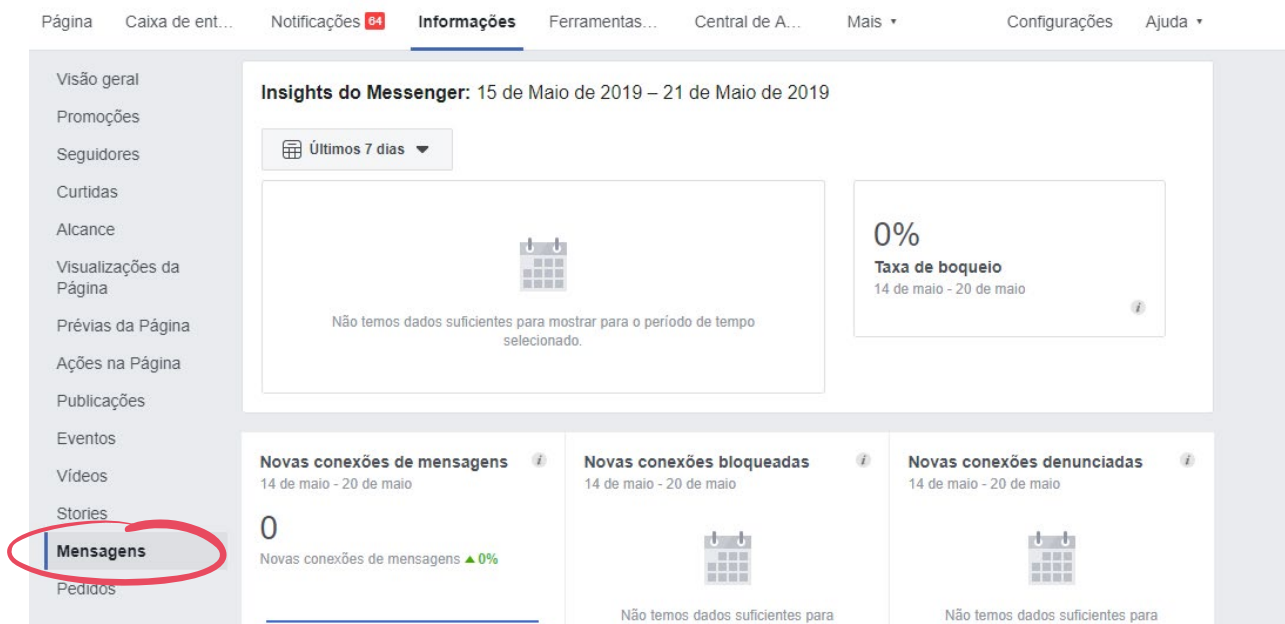 Página Caixa de ent... Notificações 64 Informações Ferramentas... Central de A... Mais Configurações Ajuda
Visão geral
Promoções
Seguidores
Curtidas
Alcance
Visualizações da
Página
Prévias da Página
Ações na Página
Publicações
Eventos
Vídeos
Stories
Mensagens
Pedidos
Insights do Messenger: 15 de Maio de 2019 – 21 de Maio de 2019
Últimos 7 dias
Não temos dados suficientes para mostrar para o período de tempo
selecionado.
0%
Taxa de boqueio
14 de maio - 20 de maio
i
Novas conexões de mensagens i
14 de maio - 20 de maio
0
Novas conexões de mensagens 0%
Novas conexões bloqueadas i
14 de maio - 20 de maio
Não temos dados suficientes para
Novas conexões denunciadas i
14 de maio - 20 de maio
Não temos dados suficientes para